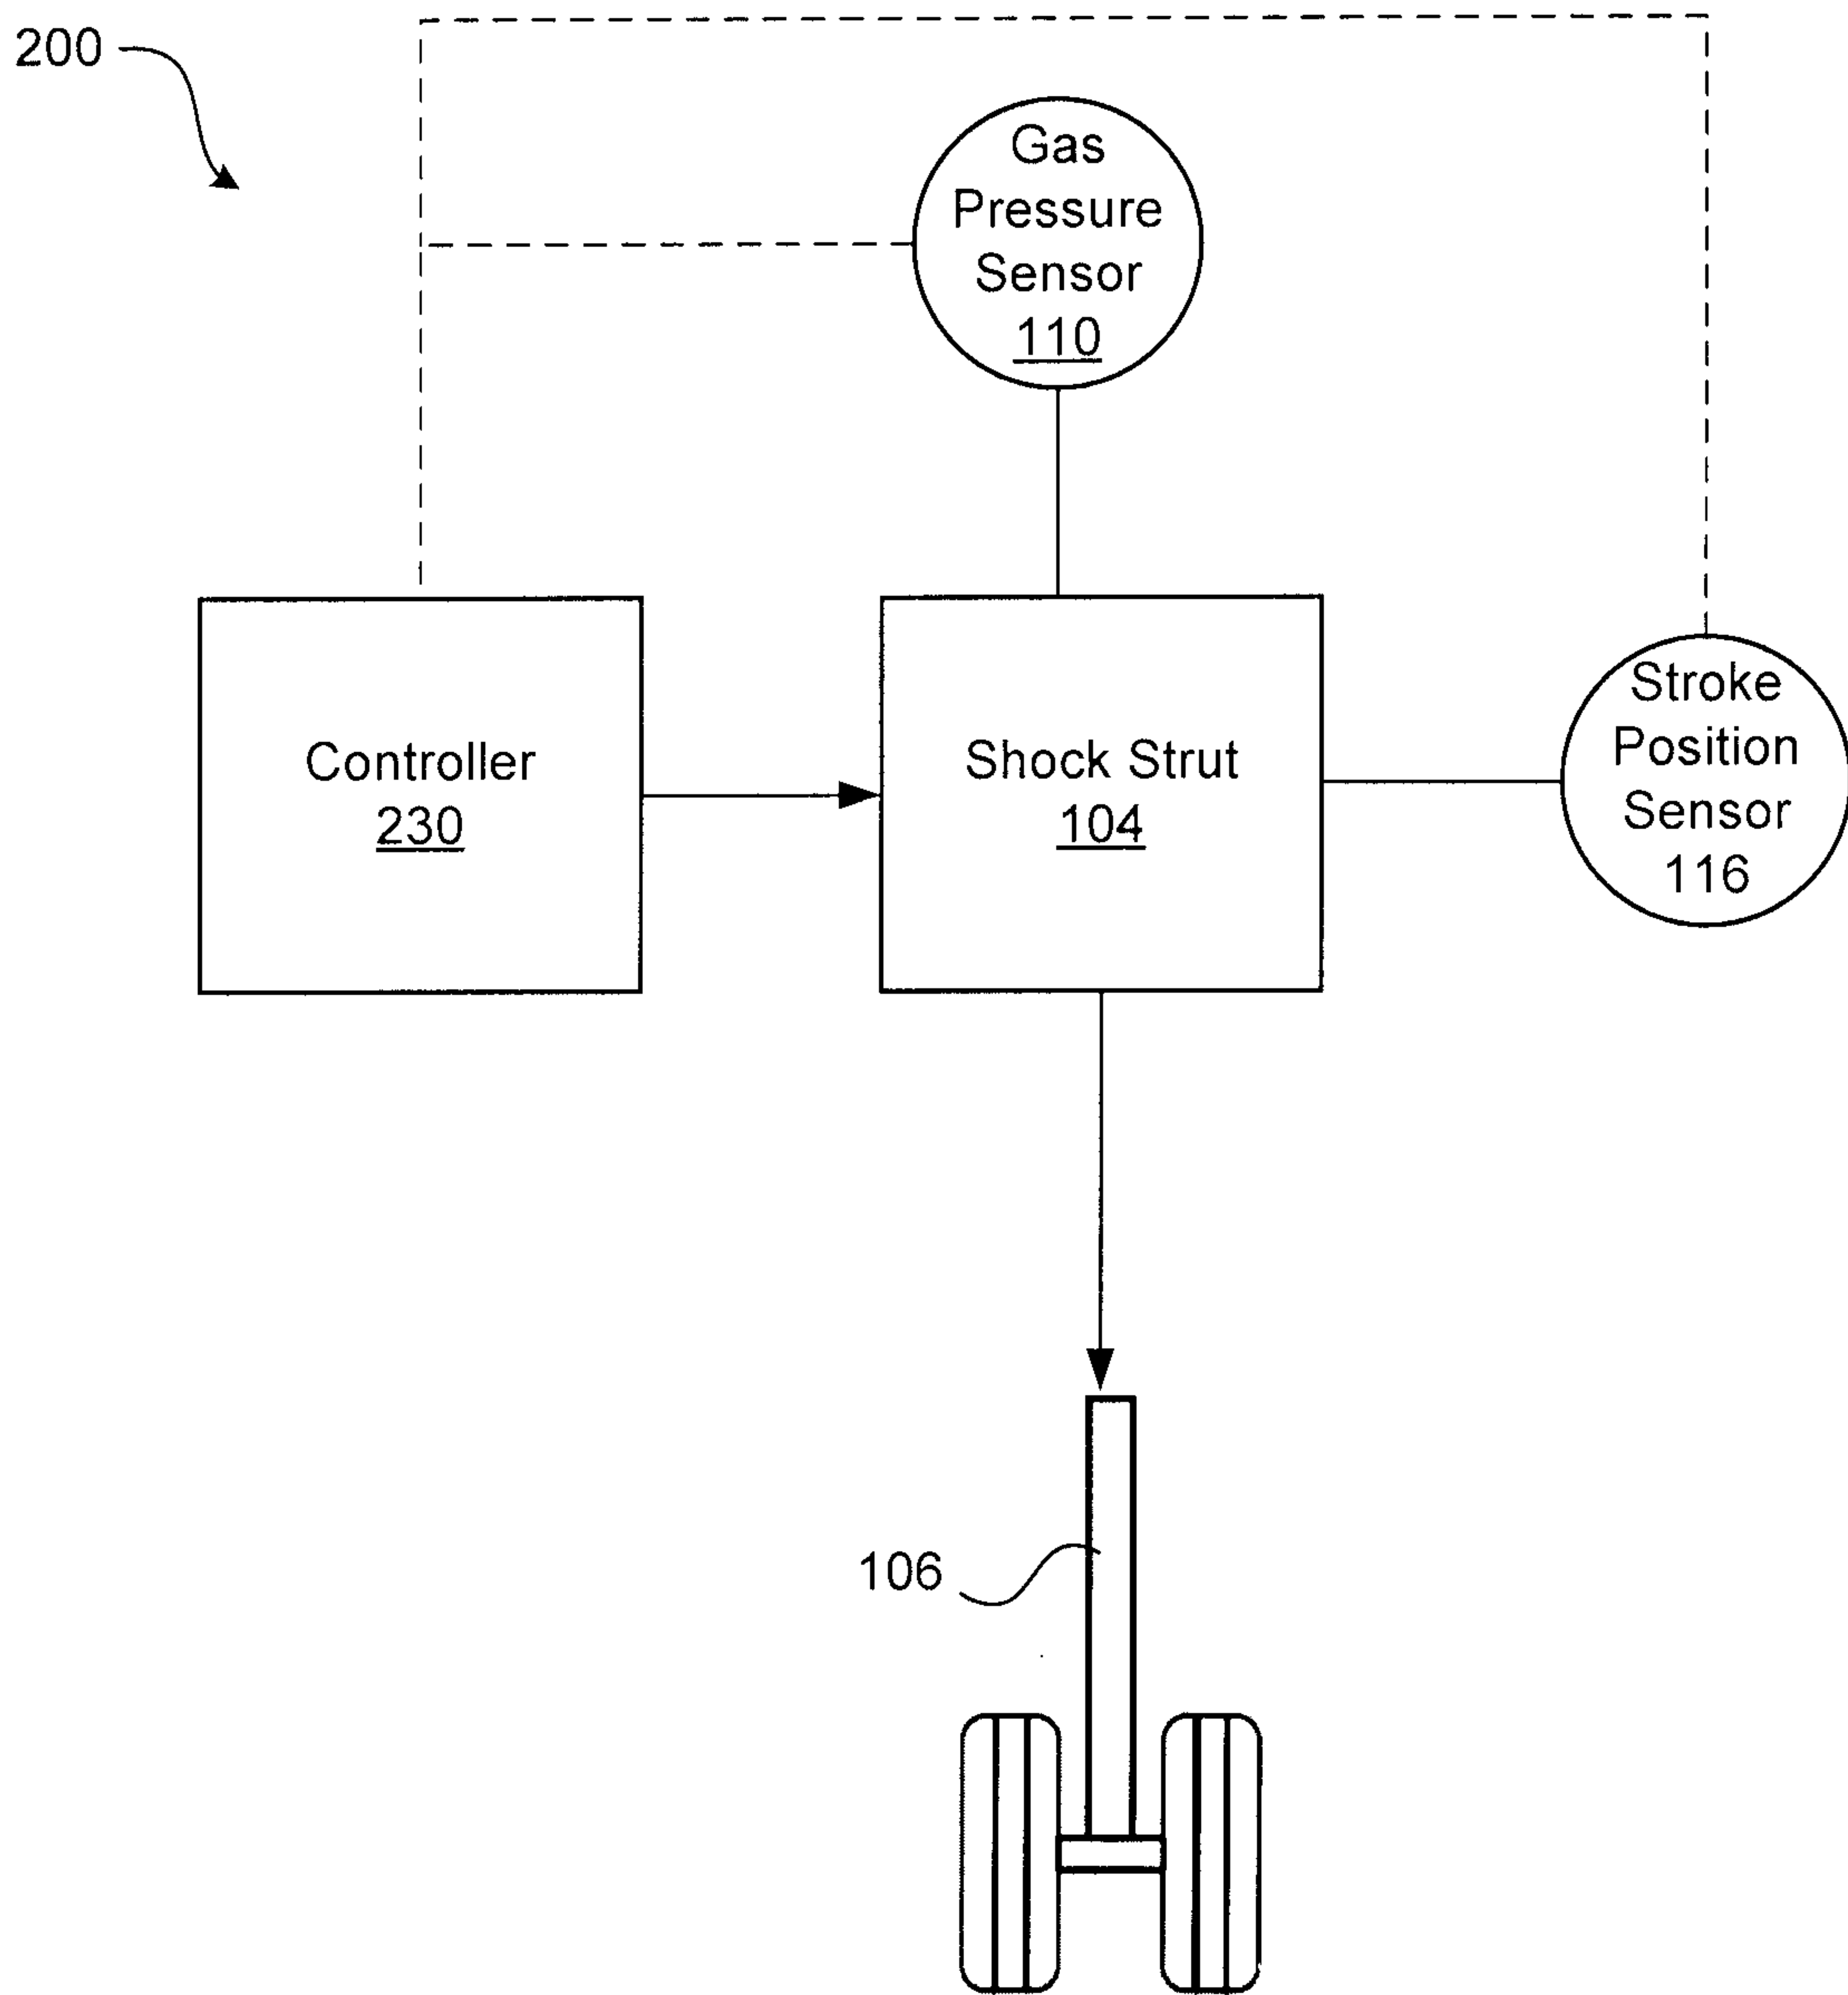 200
Gas
Pressure
Sensor
110
Controller
230
Shock Strut
104
Stroke
Position
Sensor
116
106